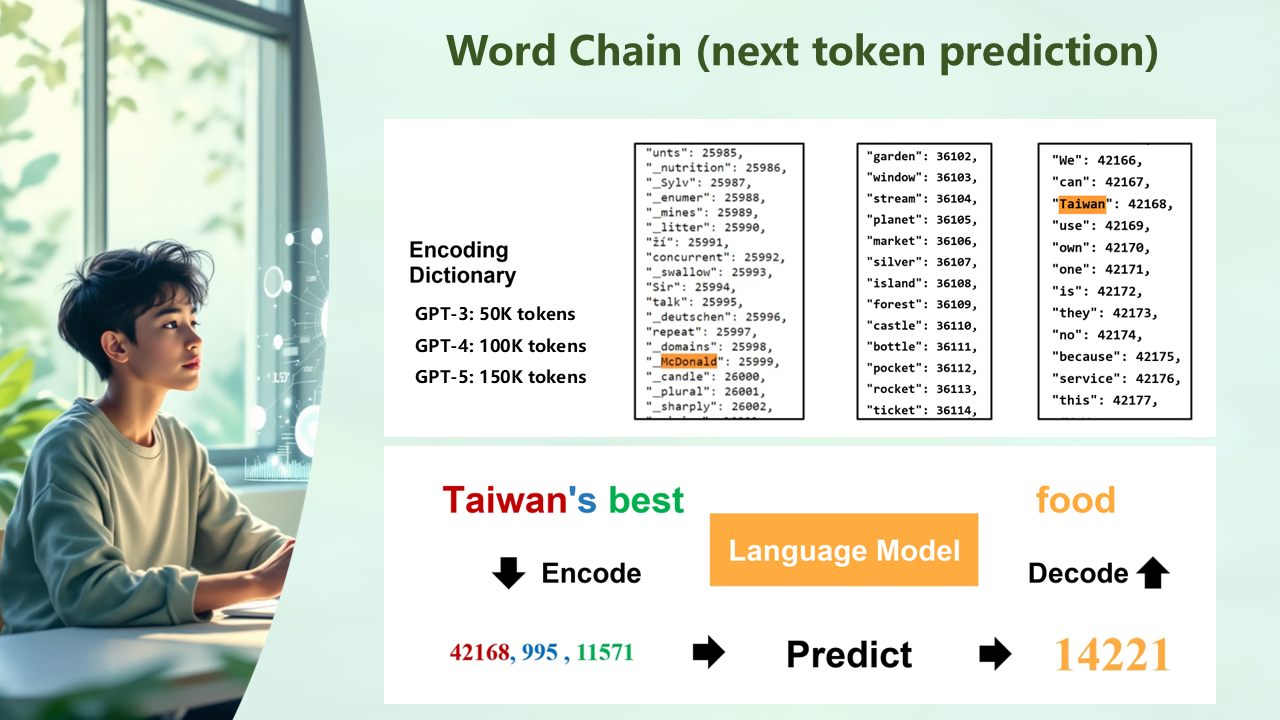 Word Chain (next token prediction)
Encoding
Dictionary
GPT-3: 50K tokens
GPT-4: 100K tokens
GPT-5: 150K tokens
"unts": 25985,
"_nutrition": 25986,
"_Sylv": 25987,
"_enumer": 25988,
"_mines": 25989,
"_litter": 25990,
"ží": 25991,
"concurrent": 25992,
"_swallow": 25993,
"Sir": 25994,
"talk": 25995,
"_deutschen": 25996,
"repeat": 25997,
"_domains": 25998,
"_McDonald": 25999,
"_candle": 26000,
"_plural": 26001,
"_sharply": 26002,
"garden": 36102,
"window": 36103,
"stream": 36104,
"planet": 36105,
"market": 36106,
"silver": 36107,
"island": 36108,
"forest": 36109,
"castle": 36110,
"bottle": 36111,
"pocket": 36112,
"rocket": 36113,
"ticket": 36114,
"We": 42166,
"can": 42167,
"Taiwan": 42168,
"use": 42169,
"own": 42170,
"one": 42171,
"is": 42172,
"they": 42173,
"no": 42174,
"because": 42175,
"service": 42176,
"this": 42177,
Taiwan's best
food
Language Model
Encode
Decode
42168, 995 , 11571
Predict
14221